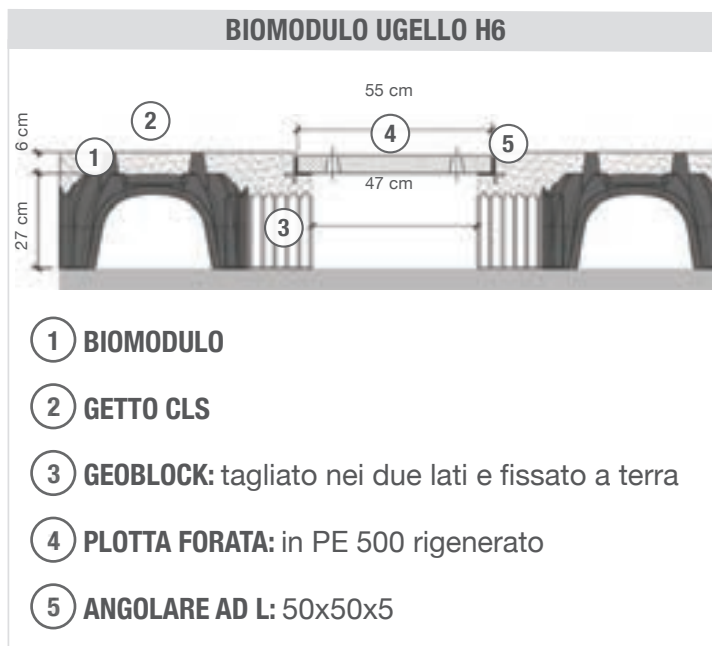 BIOMODULO UGELLO H6
55 cm
6 cm
2
4
5
1
47 cm
27 cm
3
1 BIOMODULO
2 GETTO CLS
3 GEOBLOCK: tagliato nei due lati e fissato a terra
4 PLOTTA FORATA: in PE 500 rigenerato
5 ANGOLARE AD L: 50x50x5